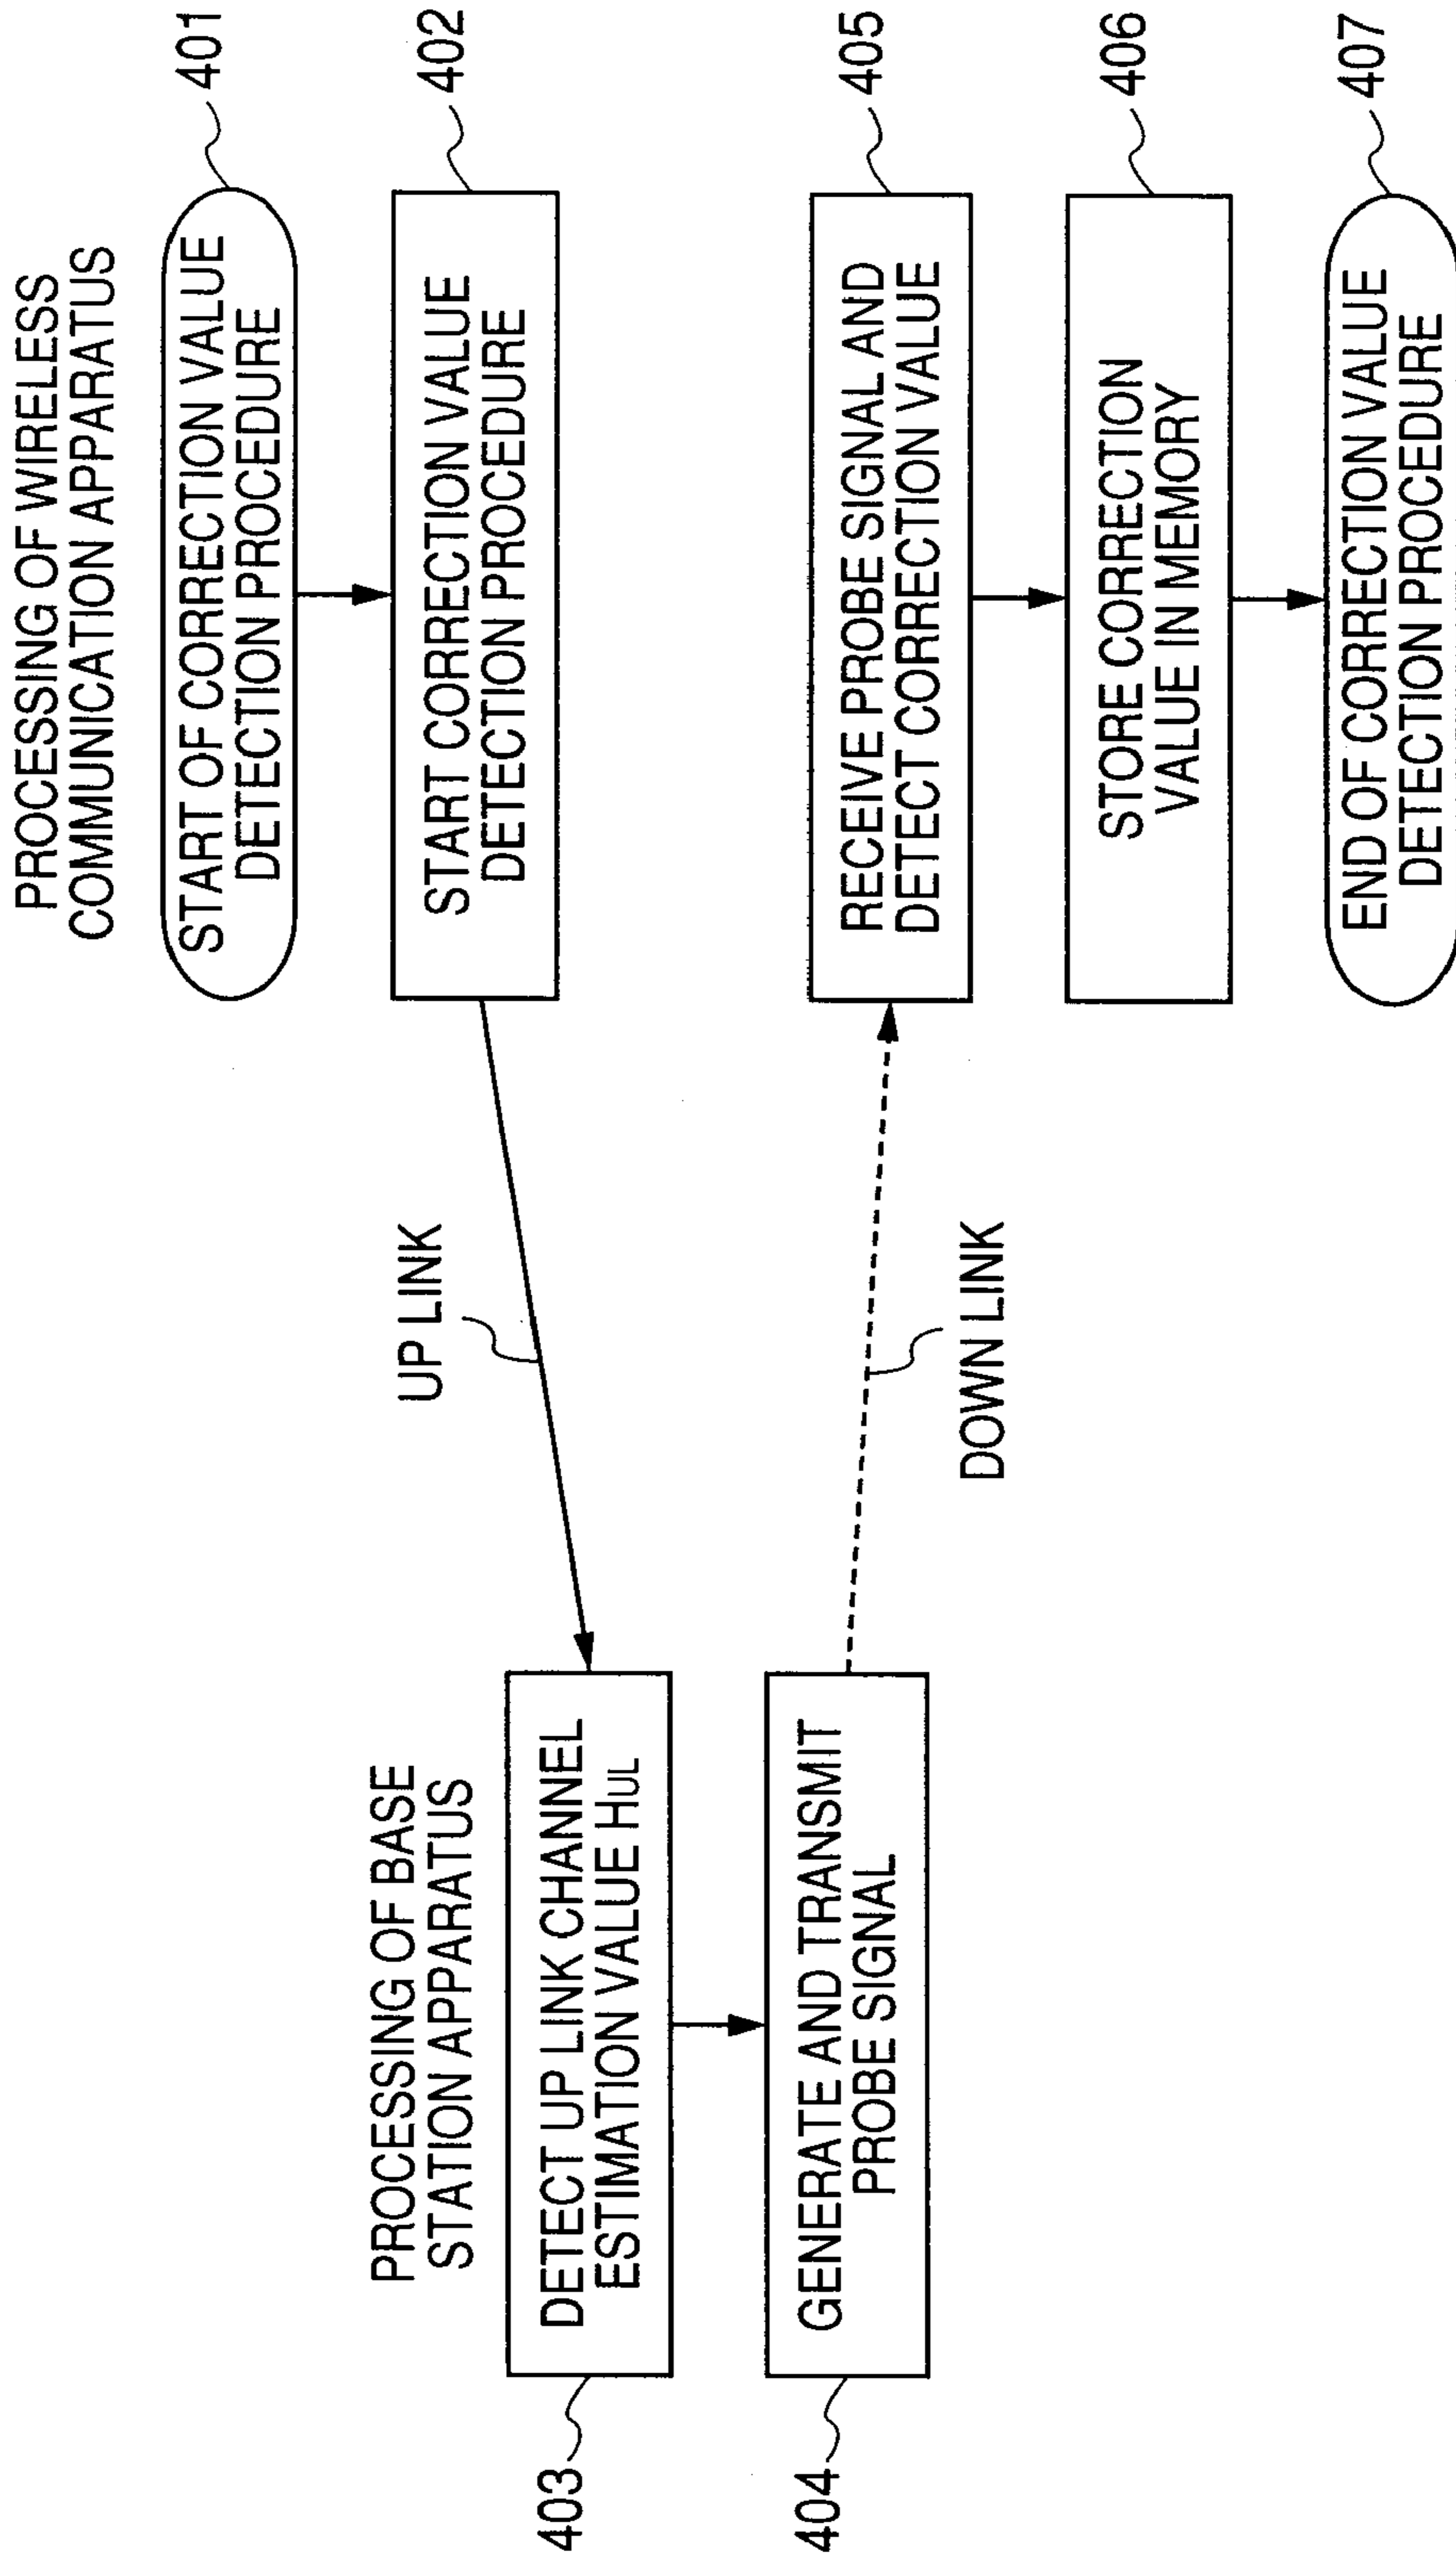 PROCESSING OF WIRELESS
COMMUNICATION APPARATUS
START OF CORRECTION VALUE
DETECTION PROCEDURE
401
START CORRECTION VALUE
DETECTION PROCEDURE
402
UP LINK
PROCESSING OF BASE
STATION APPARATUS
403
DETECT UP LINK CHANNEL
ESTIMATION VALUE HUL
404
GENERATE AND TRANSMIT
PROBE SIGNAL
DOWN LINK
RECEIVE PROBE SIGNAL AND
DETECT CORRECTION VALUE
405
STORE CORRECTION
VALUE IN MEMORY
406
END OF CORRECTION VALUE
DETECTION PROCEDURE
407